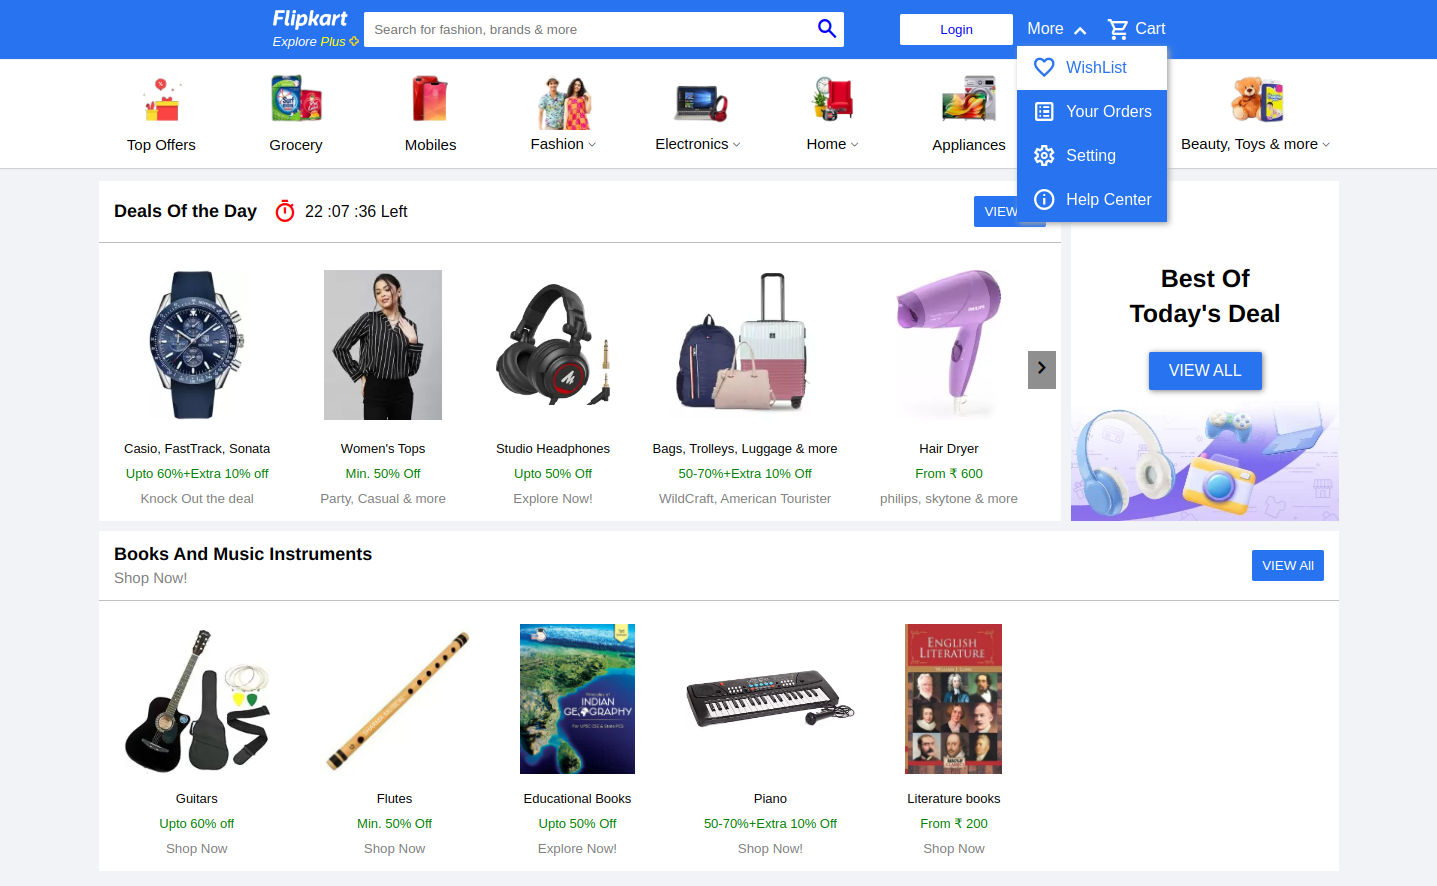 Flipkart
Explore Plus
Search for fashion, brands & more
Login
More
Cart
WishList
Your Orders
Setting
Help Center
Top Offers
Grocery
Mobiles
Fashion
Electronics
Home
Appliances
Beauty, Toys & more
Deals Of the Day
22 :07 :36 Left
VIEW
Casio, FastTrack, Sonata
Upto 60%+Extra 10% off
Knock Out the deal
Women's Tops
Min. 50% Off
Party, Casual & more
Studio Headphones
Upto 50% Off
Explore Now!
Bags, Trolleys, Luggage & more
50-70%+Extra 10% Off
WildCraft, American Tourister
Hair Dryer
From ₹ 600
philips, skytone & more
Best Of
Today's Deal
VIEW ALL
Books And Music Instruments
Shop Now!
VIEW All
INDIAN
GEOGRAPHY
ENGLISH
LITERATURE
Guitars
Upto 60% off
Shop Now
Flutes
Min. 50% Off
Shop Now
Educational Books
Upto 50% Off
Explore Now!
Piano
50-70%+Extra 10% Off
Shop Now!
Literature books
From ₹ 200
Shop Now